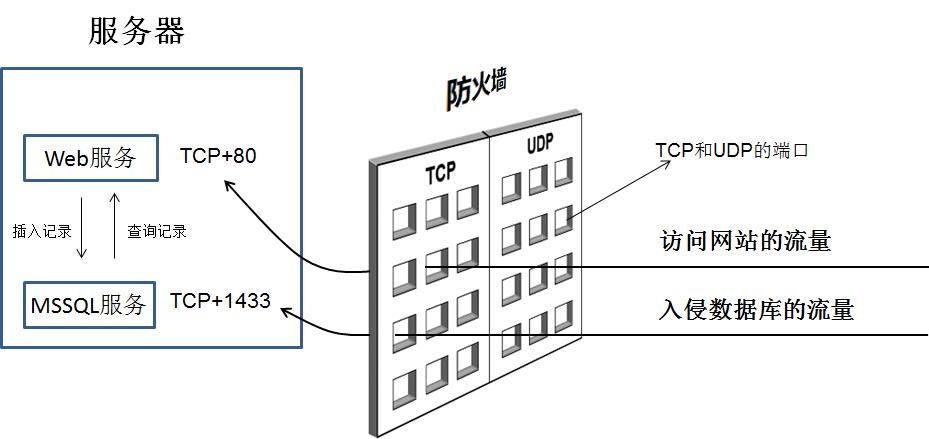 服务器
防火墙
Web服务
TCP+80
TCP
UDP
TCP和UDP的端口
插入记录
查询记录
访问网站的流量
MSSQL服务
TCP+1433
入侵数据库的流量